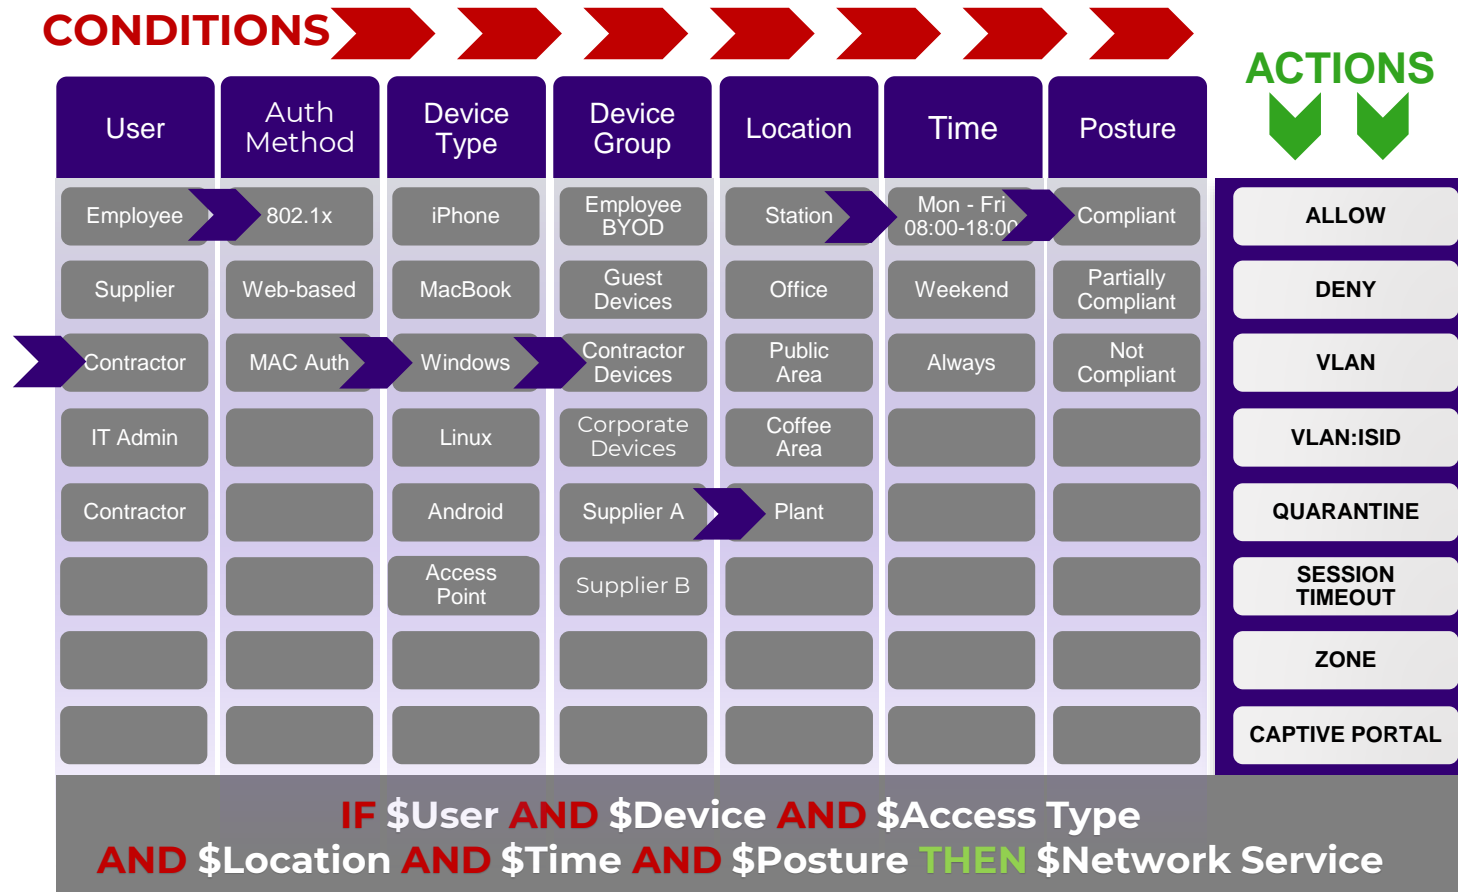 CONDITIONS
ACTIONS
User
Auth
Method
Device
Type
Device
Group
Location
Time
Posture
Employee
802.1x
iPhone
Employee
BYOD
Station
Mon - Fri
08:00-18:00
Compliant
ALLOW
Supplier
Web-based
MacBook
Guest
Devices
Office
Weekend
Partially
Compliant
DENY
Contractor
MAC Auth
Windows
Contractor
Devices
Public
Area
Always
Not
Compliant
VLAN
IT Admin
Linux
Corporate
Devices
Coffee
Area
VLAN:ISID
Contractor
Android
Supplier A
Plant
QUARANTINE
Access
Point
Supplier B
SESSION
TIMEOUT
ZONE
CAPTIVE PORTAL
IF $User AND $Device AND $Access Type
AND $Location AND $Time AND $Posture THEN $Network Service